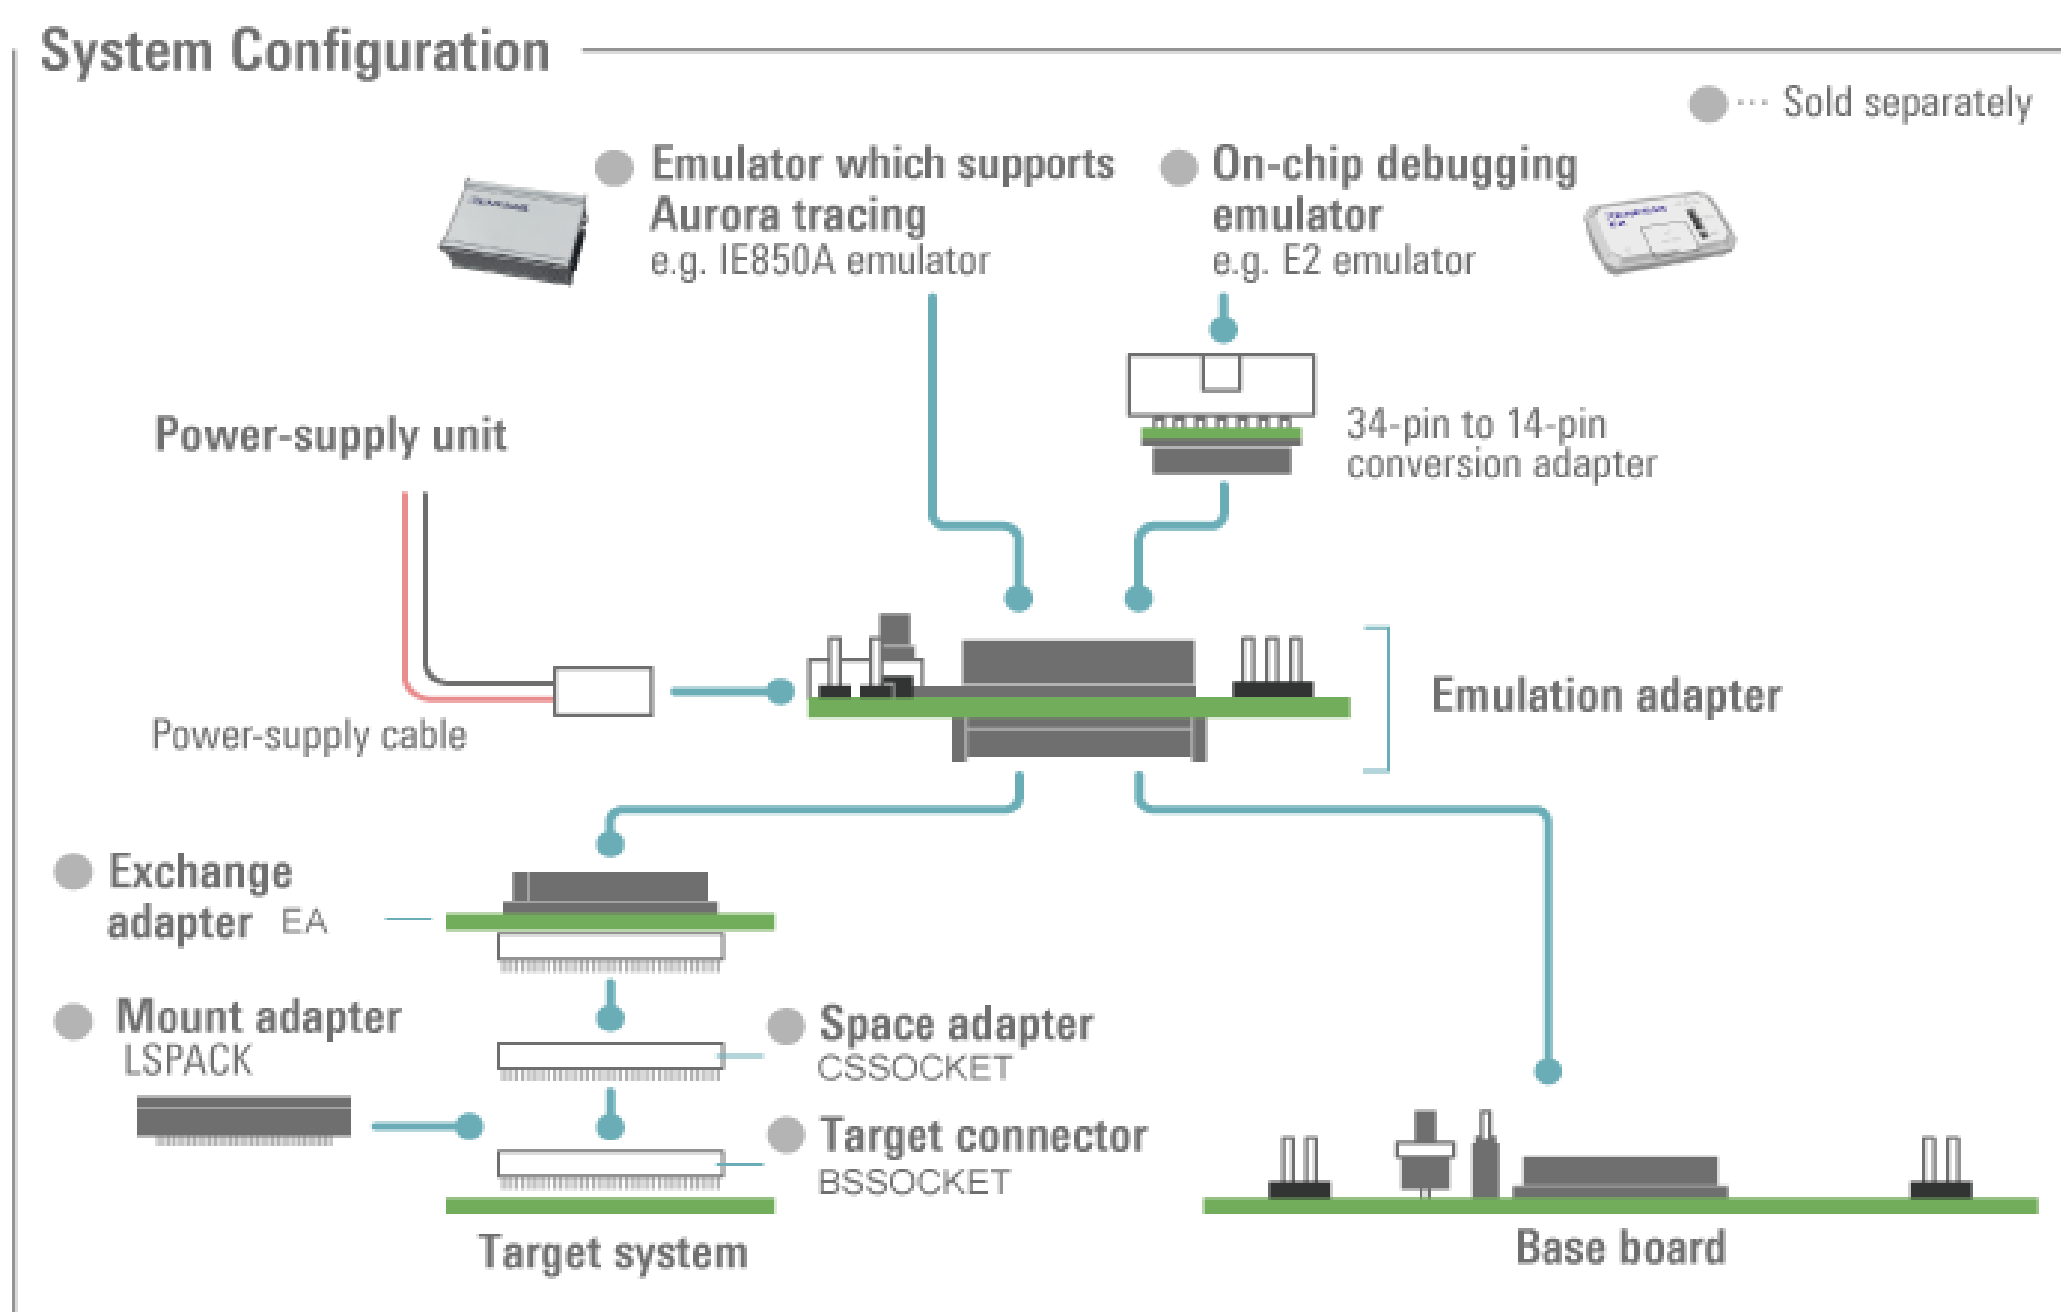 System Configuration
··· Sold separately
Emulator which supports
Aurora tracing
e.g. IE850A emulator
On-chip debugging
emulator
e.g. E2 emulator
34-pin to 14-pin
conversion adapter
Power-supply unit
Power-supply cable
Emulation adapter
Exchange
adapter EA
Mount adapter
LSPACK
Space adapter
CSSOCKET
Target connector
BSSOCKET
Target system
Base board